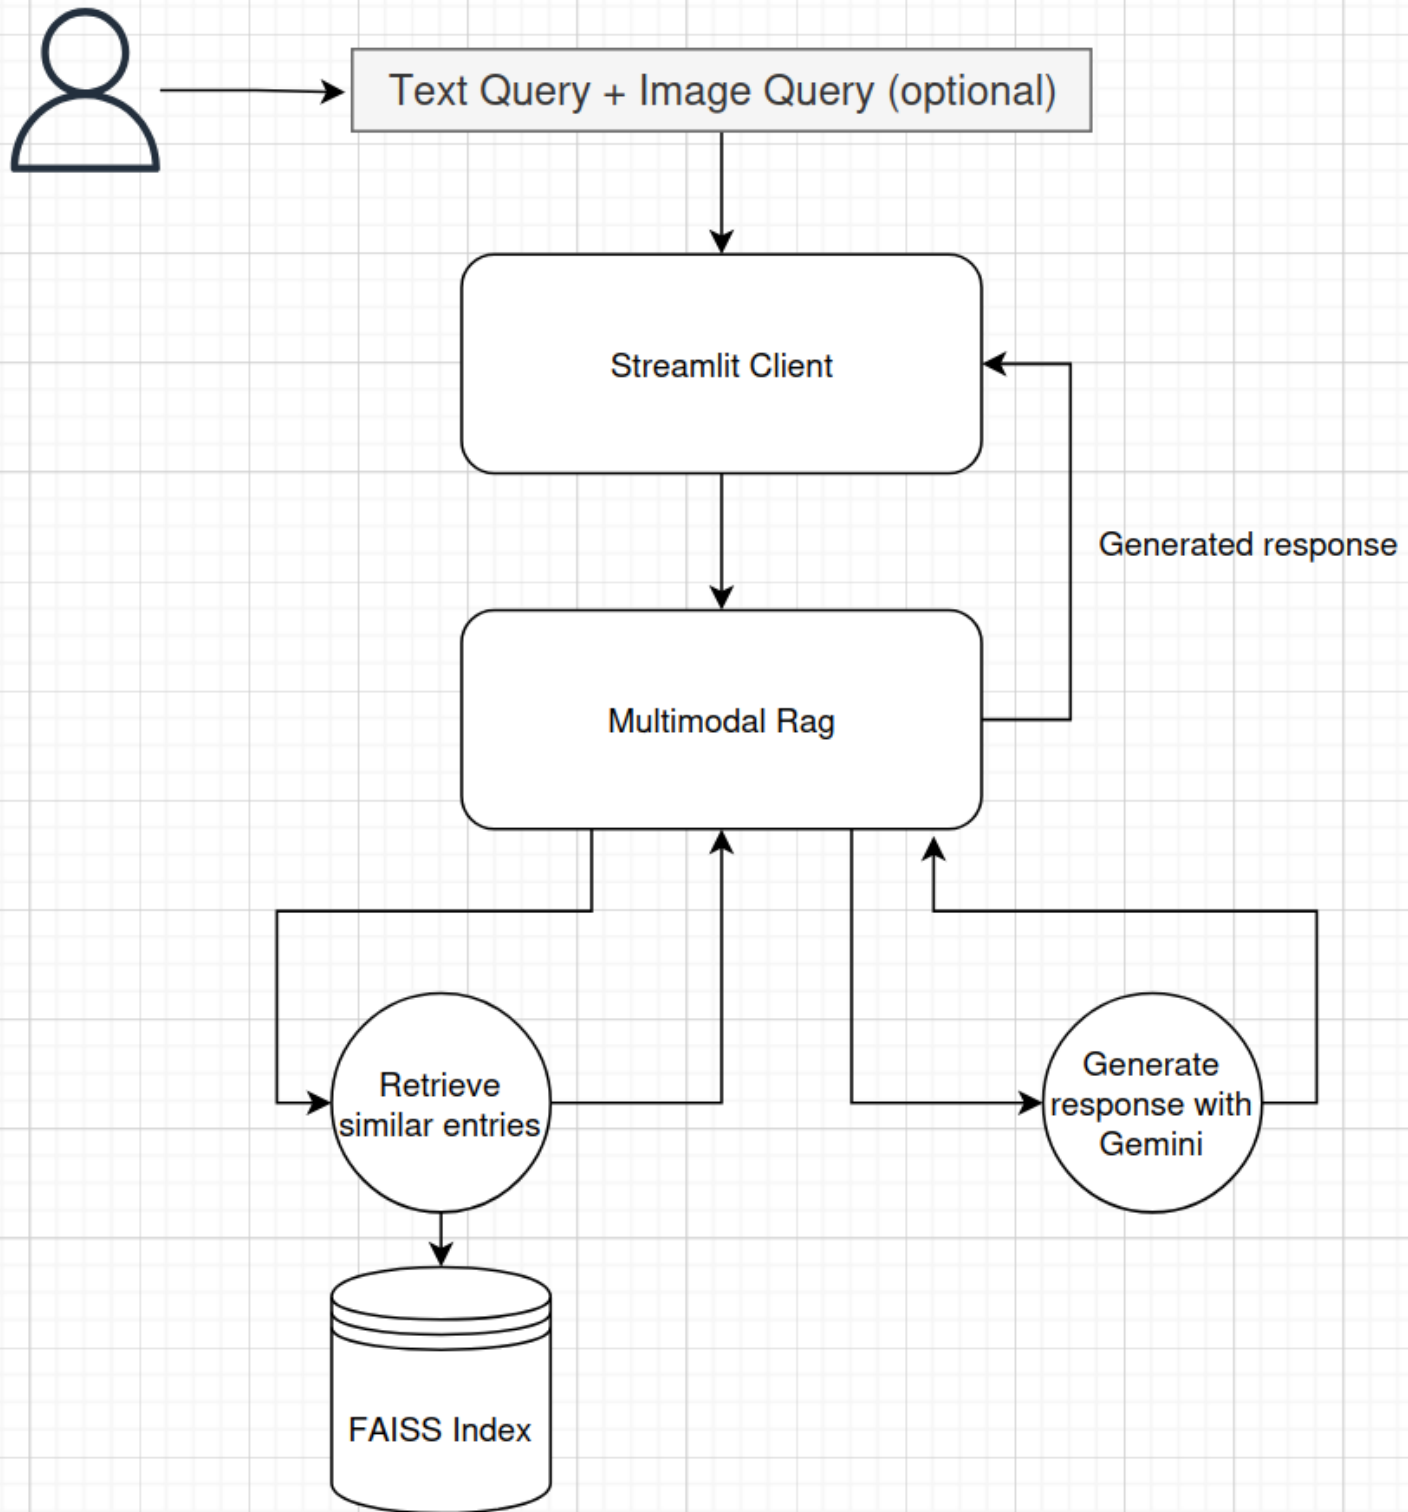 Text Query + Image Query (optional)
Streamlit Client
Generated response
Multimodal Rag
Retrieve
similar entries
Generate
response with
Gemini
FAISS Index